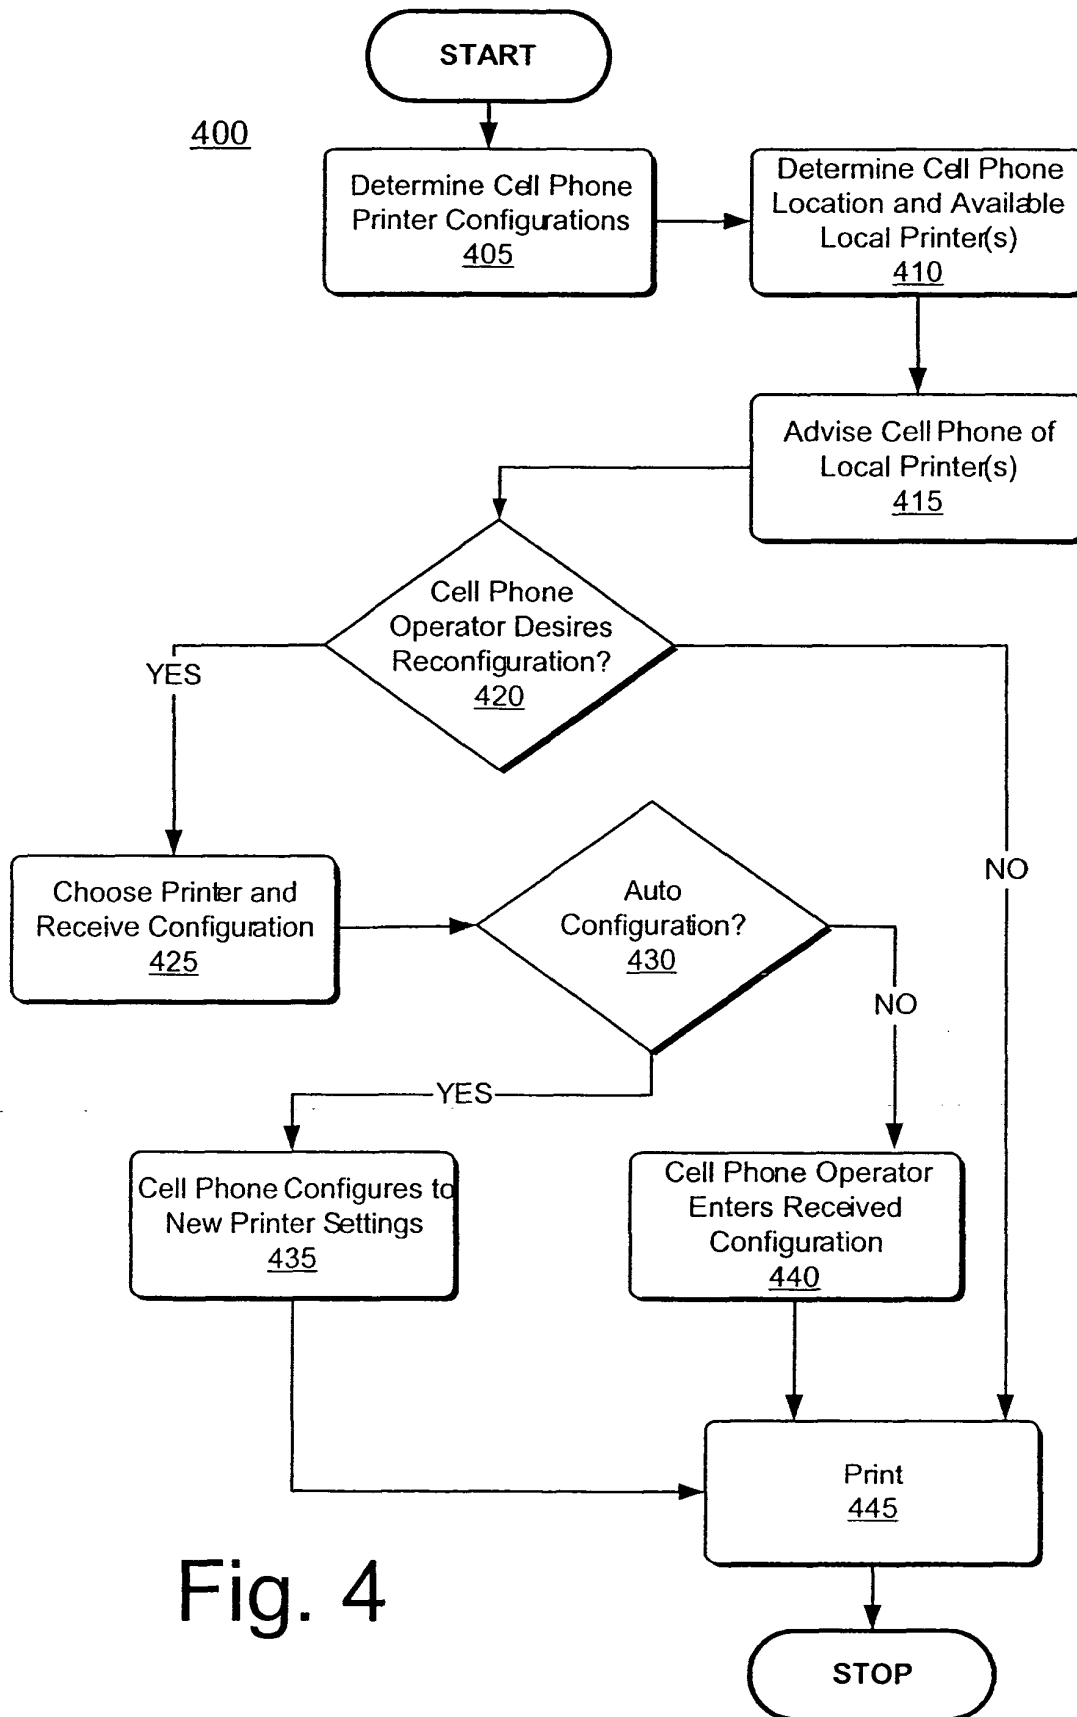 START
400
Determine Cell Phone
Printer Configurations
405
Determine Cell Phone
Location and Available
Local Printer(s)
410
Advise Cell Phone of
Local Printer(s)
415
Cell Phone
Operator Desires
Reconfiguration?
420
YES
NO
Choose Printer and
Receive Configuration
425
Auto
Configuration?
430
NO
YES
Cell Phone Configures to
New Printer Settings
435
Cell Phone Operator
Enters Received
Configuration
440
Print
445
Fig. 4
STOP